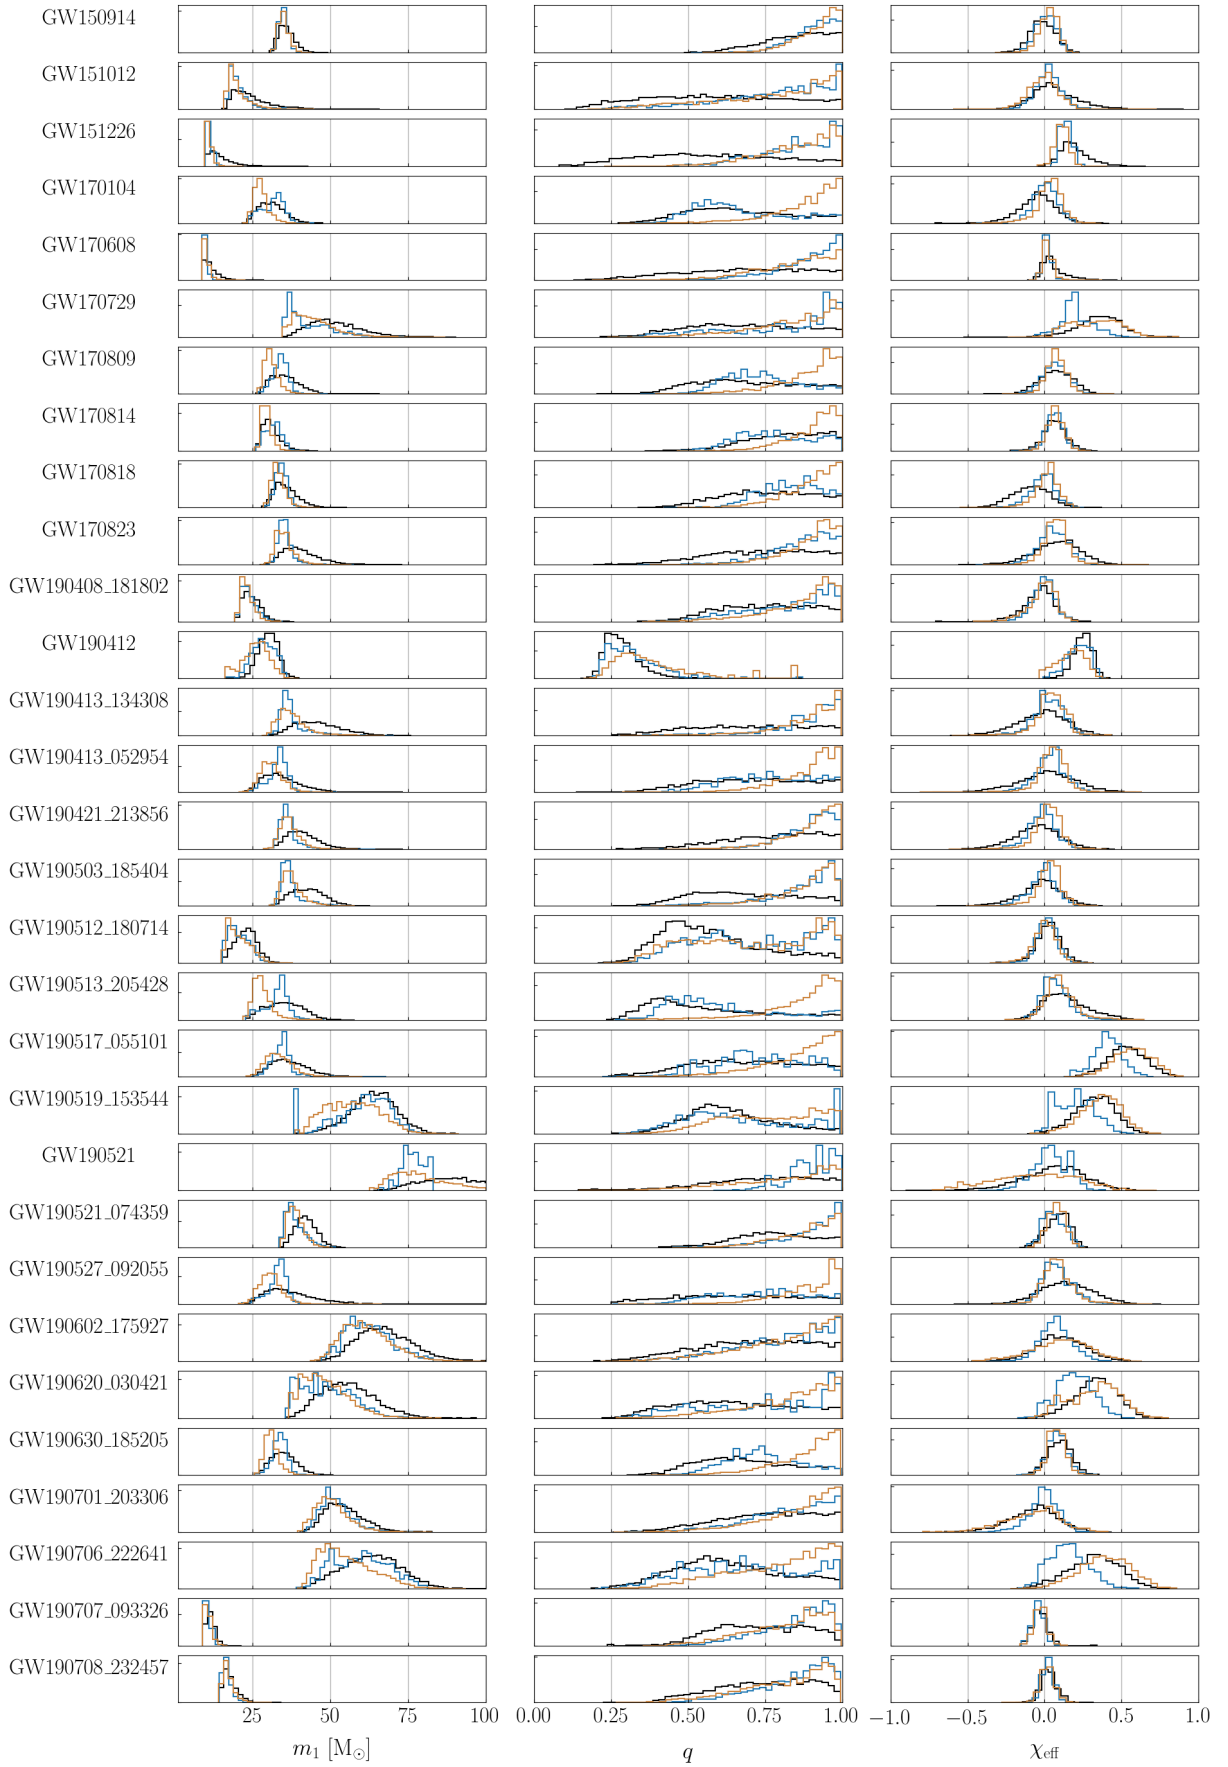 GW150914
GW151012
GW151226
GW170104
GW170608
GW170729
GW170809
GW170814
GW170818
GW170823
GW190408_181802
GW190412
GW190413_134308
GW190413_052954
GW190421_213856
GW190503_185404
GW190512_180714
GW190513_205428
GW190517_055101
GW190519_153544
GW190521
GW190521_074359
GW190527_092055
GW190602_175927
GW190620_030421
GW190630_185205
GW190701_203306
GW190706_222641
GW190707_093326
GW190708_232457
25 50 75 100 0.00 0.25 0.50 0.75 1.00 −1.0 −0.5 0.0 0.5 1.0
m₁ [M☉] q χeff